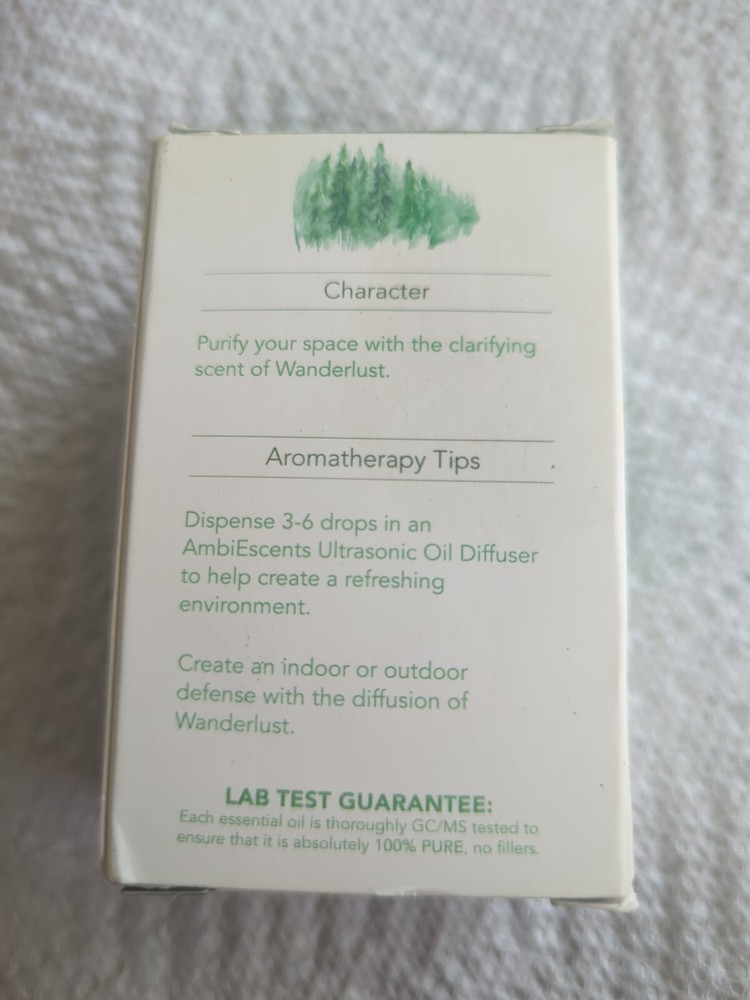 Character
Purify your space with the clarifying
scent of Wanderlust.
Aromatherapy Tips
Dispense 3-6 drops in an
AmbiEscents Ultrasonic Oil Diffuser
to help create a refreshing
environment.
Create an indoor or outdoor
defense with the diffusion of
Wanderlust.
LAB TEST GUARANTEE:
Each essential oil is thoroughly GC/MS tested to
ensure that it is absolutely 100% PURE, no fillers.